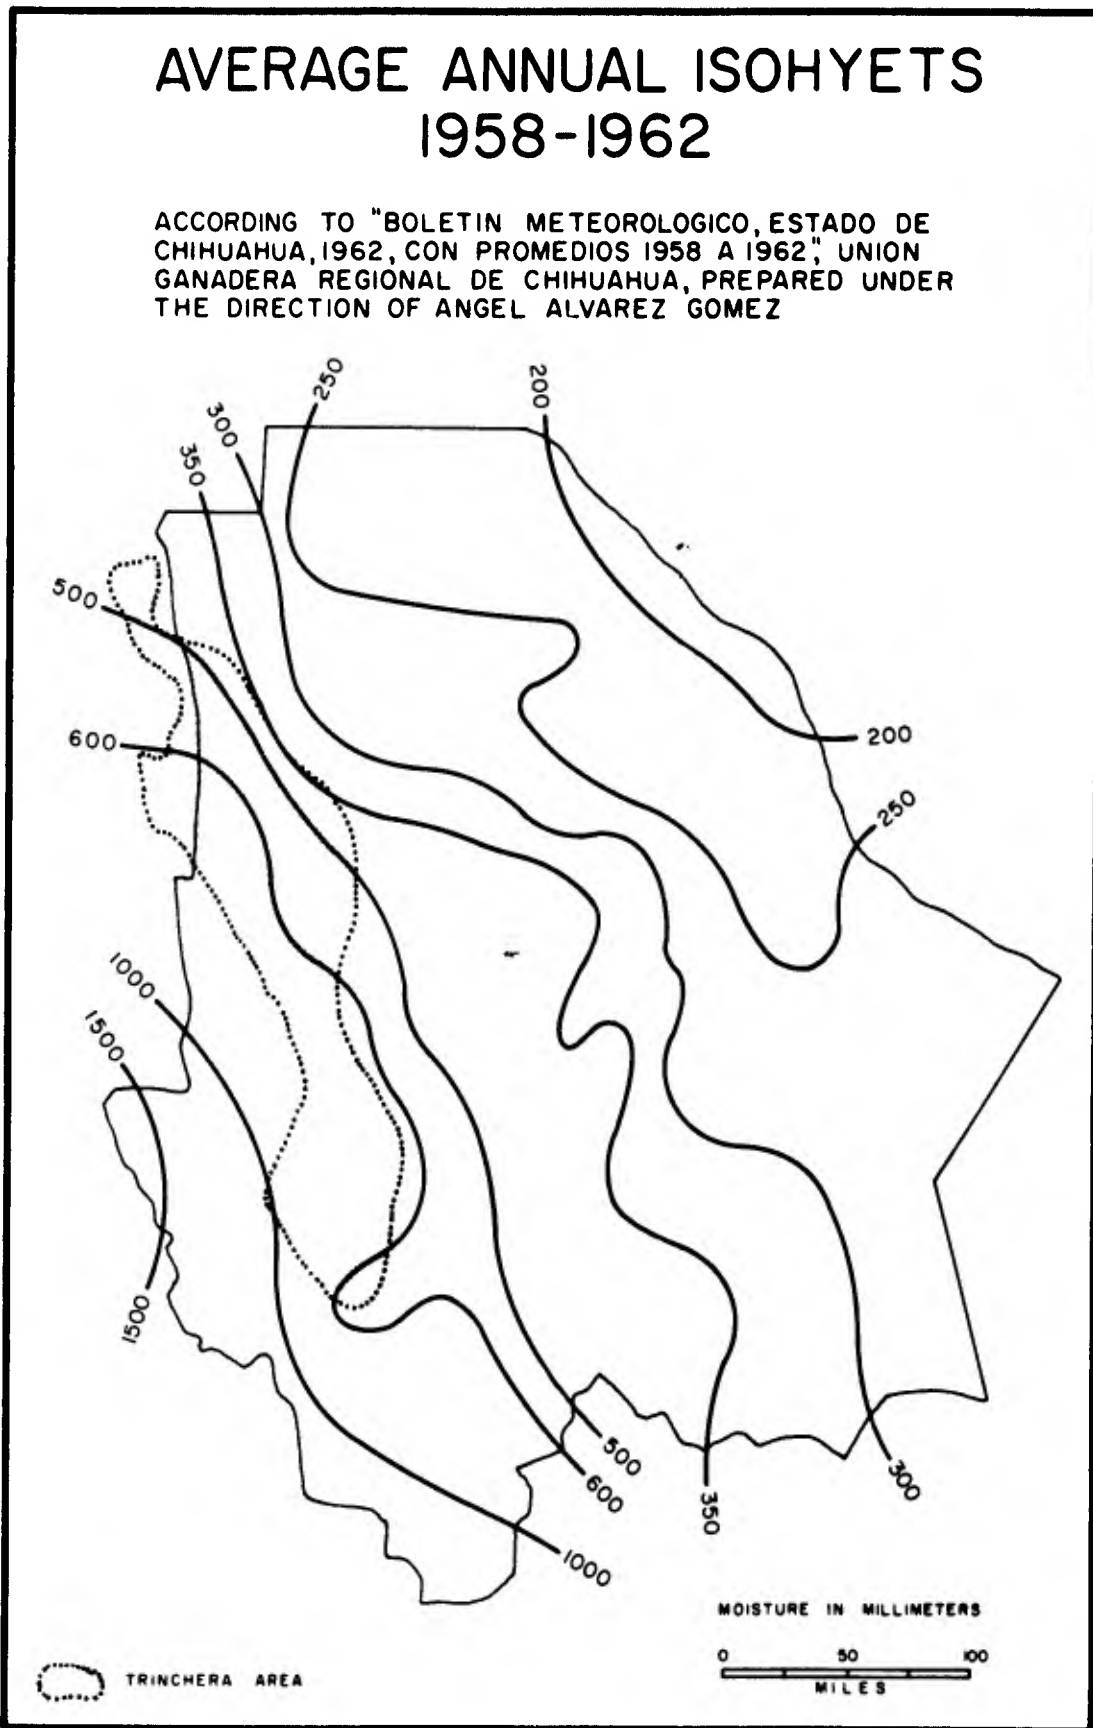 AVERAGE ANNUAL ISOHYETS
1958-1962
ACCORDING TO "BOLETIN METEOROLOGICO, ESTADO DE
CHIHUAHUA, 1962, CON PROMEDIOS 1958 A 1962", UNION
GANADERA REGIONAL DE CHIHUAHUA, PREPARED UNDER
THE DIRECTION OF ANGEL ALVAREZ GOMEZ
250
200
300
350
500
600
200
250
1000
1500
1500
500
600
350
300
1000
MOISTURE IN MILLIMETERS
0 50 100
MILES
TRINCHERA AREA